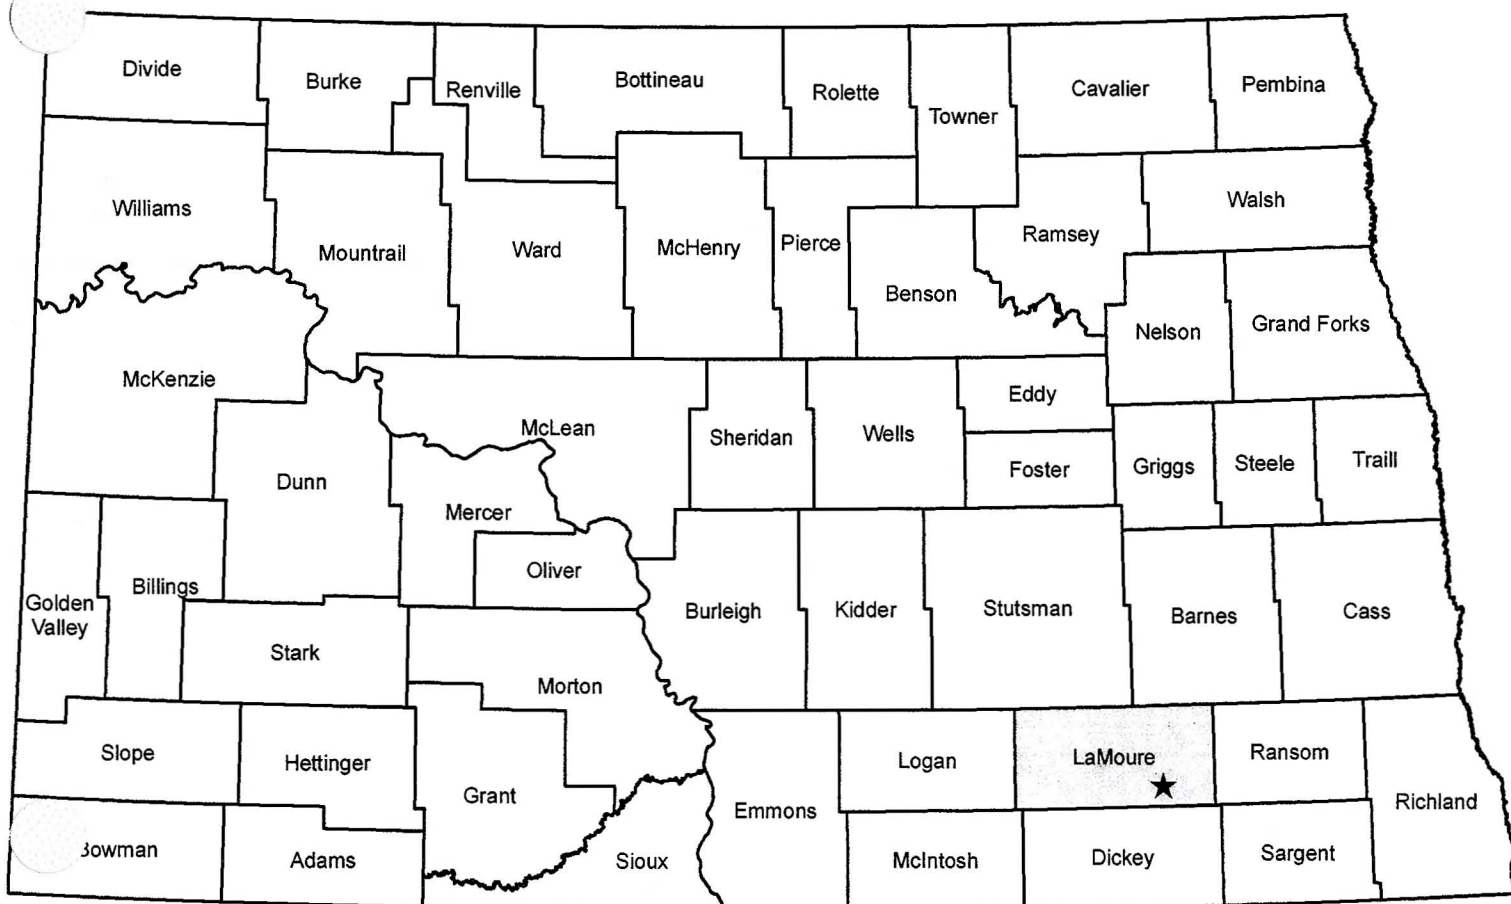 Divide
Burke
Renville
Bottineau
Rolette
Towner
Cavalier
Pembina
Williams
Mountrail
Ward
McHenry
Pierce
Benson
Ramsey
Walsh
Nelson
Grand Forks
McKenzie
McLean
Sheridan
Wells
Eddy
Foster
Griggs
Steele
Traill
Dunn
Mercer
Oliver
Golden
Valley
Billings
Stark
Burleigh
Kidder
Stutsman
Barnes
Cass
Morton
Slope
Hettinger
Grant
Emmons
Logan
LaMoure
Ransom
Richland
Bowman
Adams
Sioux
McIntosh
Dickey
Sargent